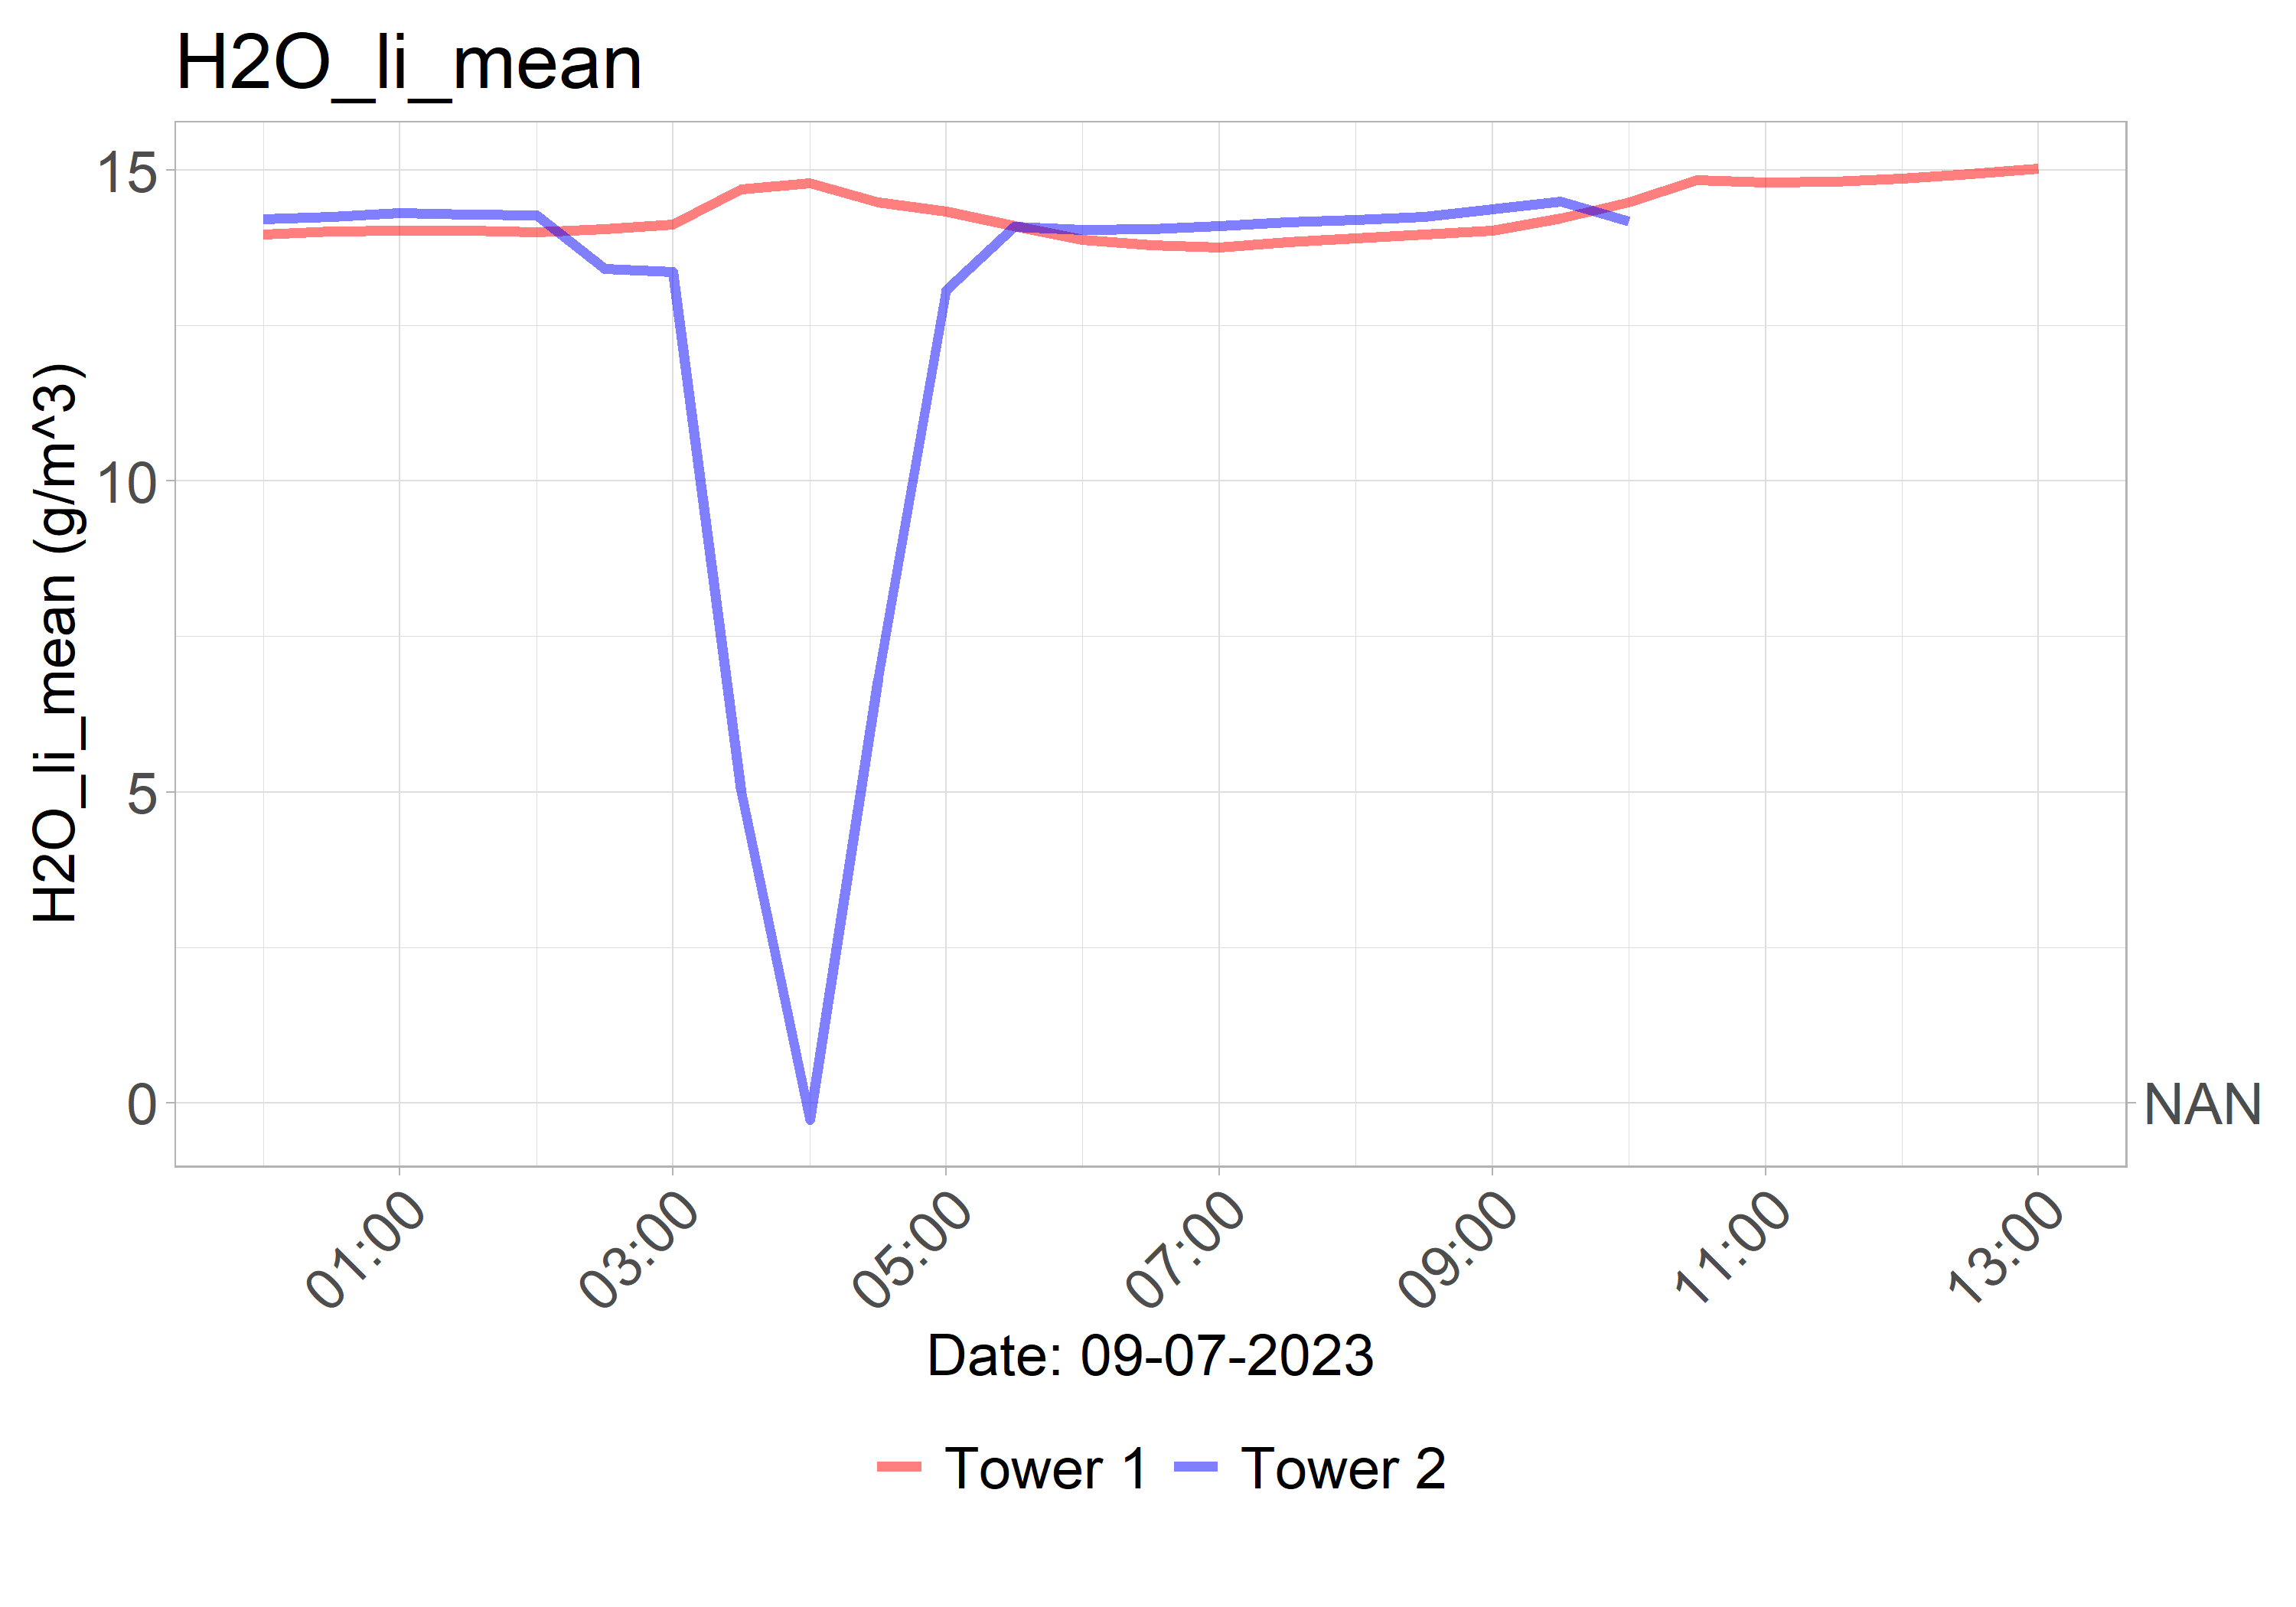 H2O_li_mean
H2O_li_mean (g/m^3)
15
10
5
0
NAN
01:00
03:00
05:00
07:00
09:00
11:00
13:00
Date: 09-07-2023
Tower 1
Tower 2